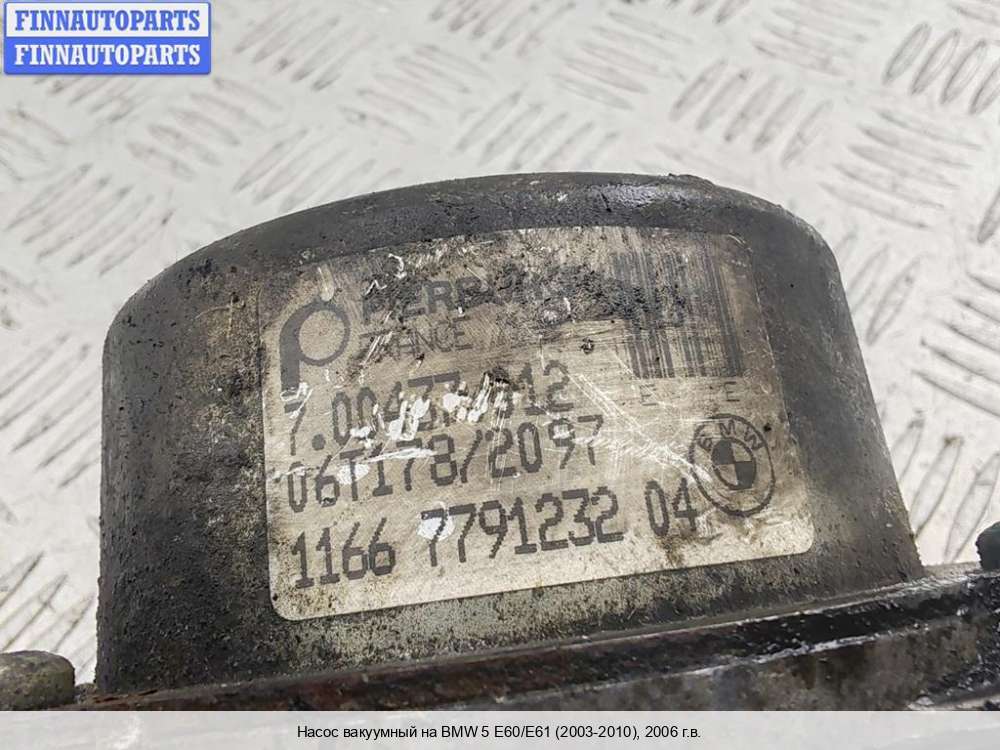 FINNAUTOPARTS
FINNAUTOPARTS
FRANCE
06T178/2097
1166 7791232 04
BMW
Насос вакуумный на BMW 5 E60/E61 (2003-2010), 2006 г.в.